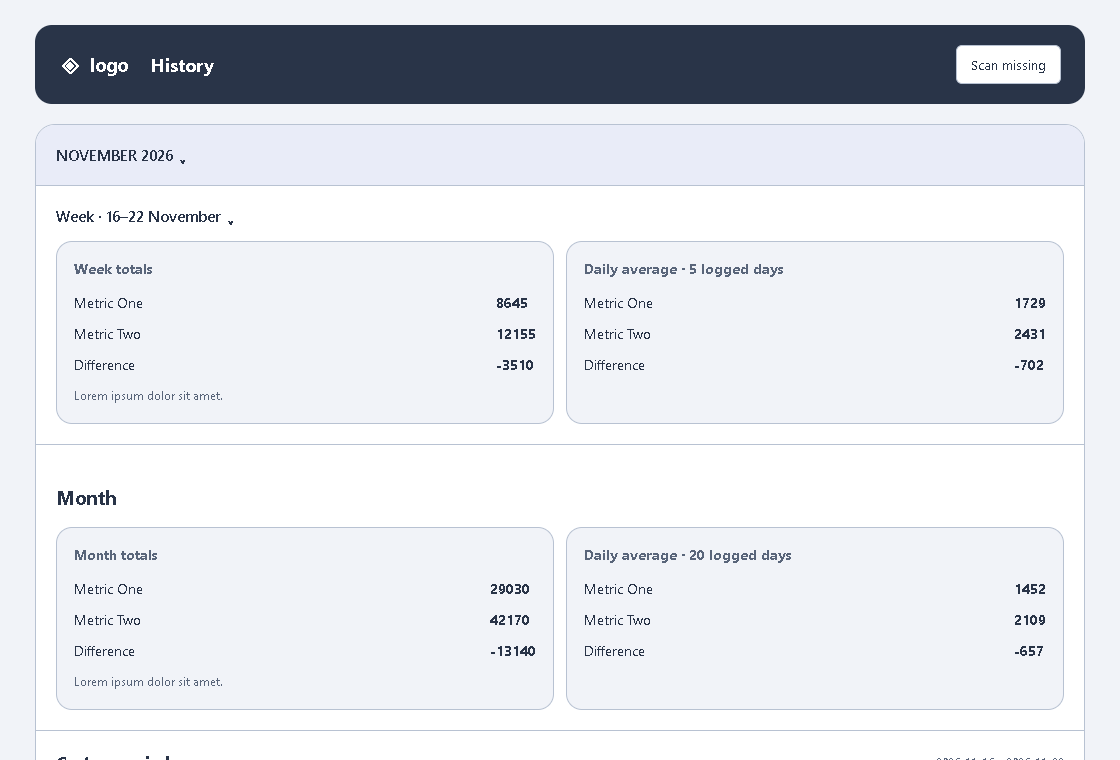 logo History Scan missing
NOVEMBER 2026
Week · 16–22 November
Week totals
Metric One 8645
Metric Two 12155
Difference -3510
Lorem ipsum dolor sit amet.
Daily average · 5 logged days
Metric One 1729
Metric Two 2431
Difference -702
Month
Month totals
Metric One 29030
Metric Two 42170
Difference -13140
Lorem ipsum dolor sit amet.
Daily average · 20 logged days
Metric One 1452
Metric Two 2109
Difference -657